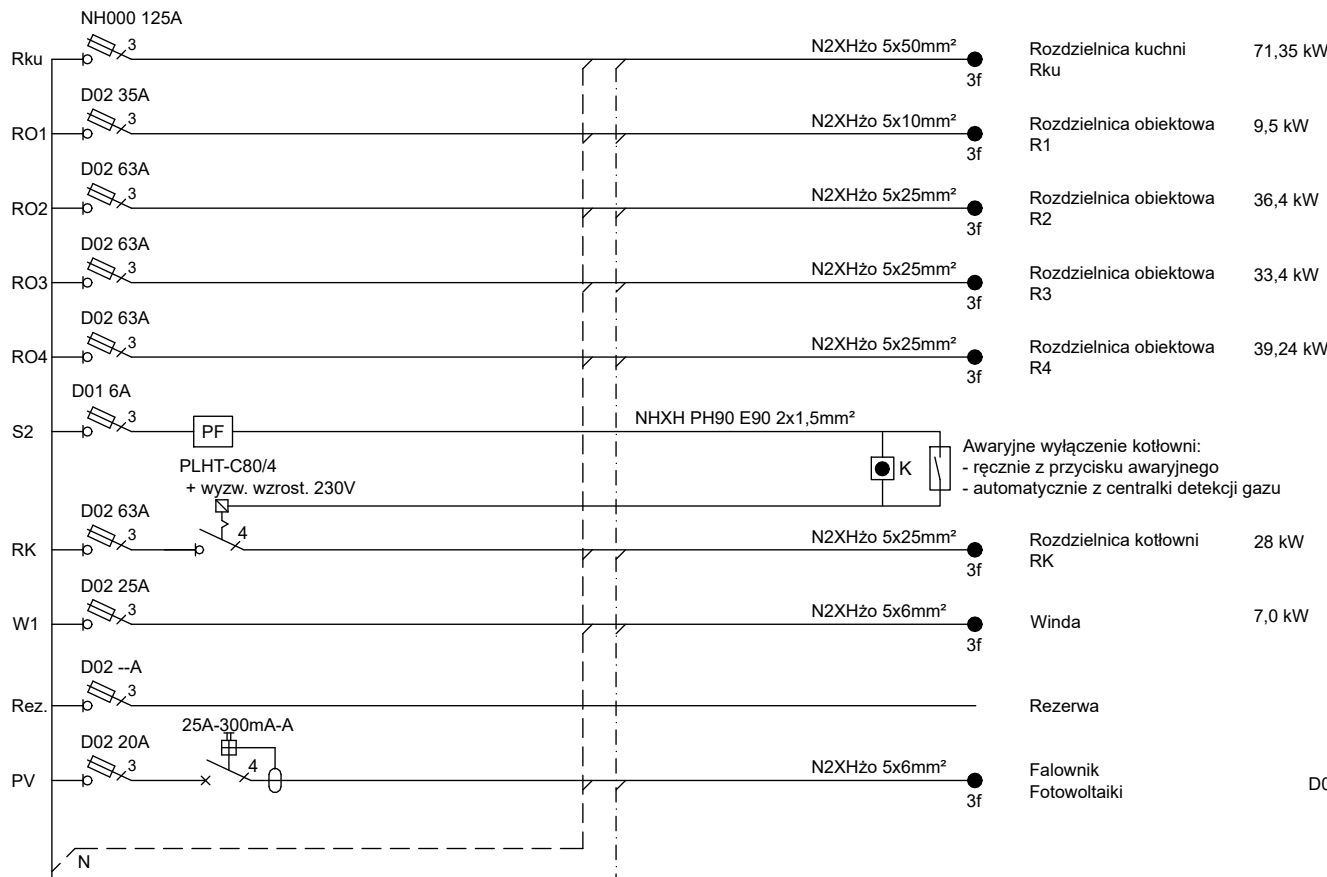 NH000 125A
Rku
3
N2XHżo 5x50mm²
3f
Rozdzielnica kuchni
Rku
71,35 kW
D02 35A
RO1
3
N2XHżo 5x10mm²
3f
Rozdzielnica obiektowa
R1
9,5 kW
D02 63A
RO2
3
N2XHżo 5x25mm²
3f
Rozdzielnica obiektowa
R2
36,4 kW
D02 63A
RO3
3
N2XHżo 5x25mm²
3f
Rozdzielnica obiektowa
R3
33,4 kW
D02 63A
RO4
3
N2XHżo 5x25mm²
3f
Rozdzielnica obiektowa
R4
39,24 kW
D01 6A
S2
3
PF
NHXH PH90 E90 2x1,5mm²
K
Awaryjne wyłączenie kotłowni:
- ręcznie z przycisku awaryjnego
- automatycznie z centralki detekcji gazu
PLHT-C80/4
+ wyzw. wzrost. 230V
D02 63A
RK
3
4
N2XHżo 5x25mm²
3f
Rozdzielnica kotłowni
RK
28 kW
D02 25A
W1
3
N2XHżo 5x6mm²
3f
Winda
7,0 kW
D02 --A
Rez.
3
Rezerwa
25A-300mA-A
D02 20A
PV
3
4
N2XHżo 5x6mm²
3f
Falownik
Fotowoltaiki
N